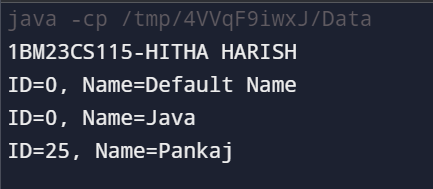 java -cp /tmp/4VVqF9iwxJ/Data
1BM23CS115-HITHA HARISH
ID=0, Name=Default Name
ID=0, Name=Java
ID=25, Name=Pankaj